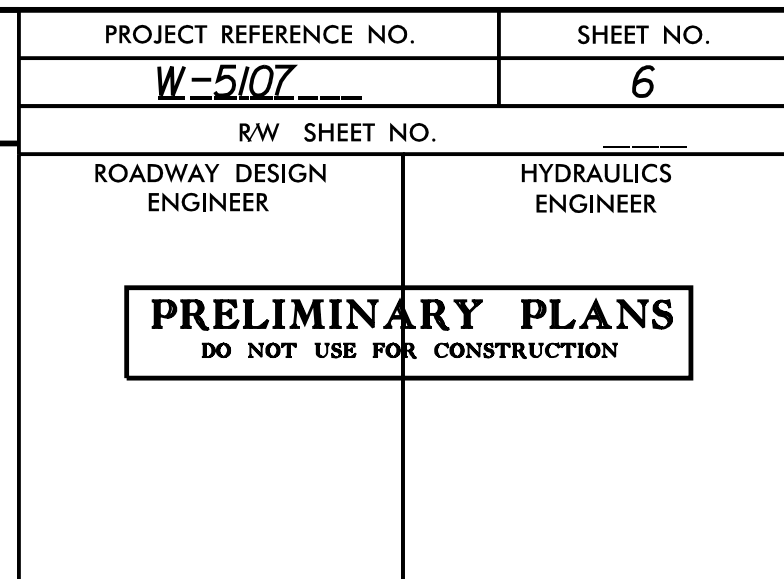 PROJECT REFERENCE NO. SHEET NO.
W-5107 6
R/W SHEET NO.
ROADWAY DESIGN ENGINEER
HYDRAULICS ENGINEER
PRELIMINARY PLANS
DO NOT USE FOR CONSTRUCTION